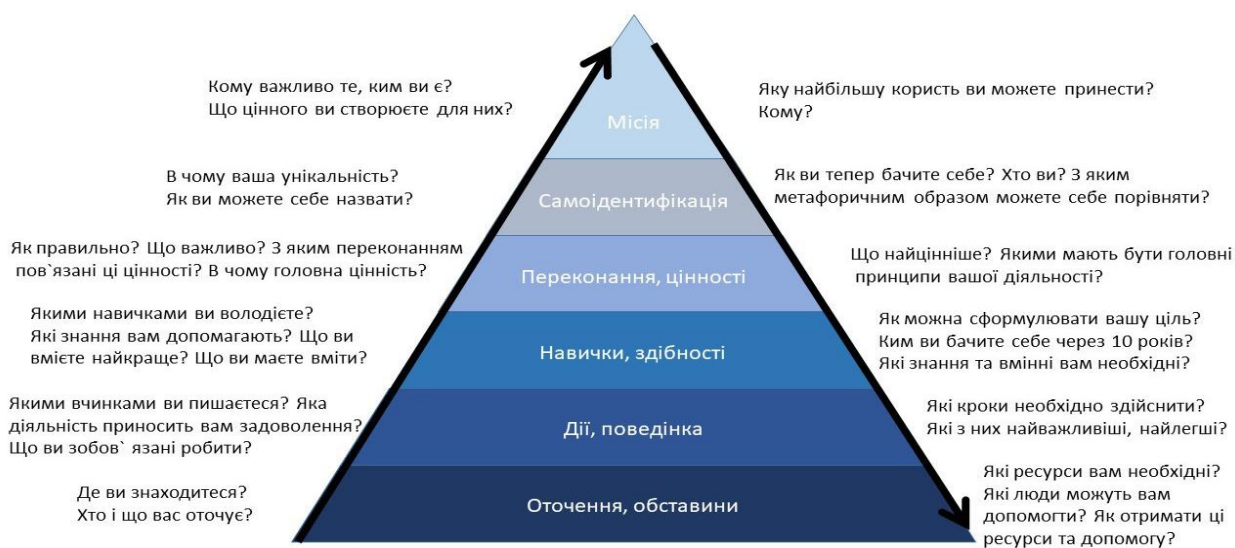 Кому важливо те, ким ви є?
Що цінного ви створюєте для них?
Яку найбільшу користь ви можете принести?
Кому?
Місія
В чому ваша унікальність?
Як ви можете себе назвати?
Як ви тепер бачите себе? Хто ви? З яким
метафоричним образом можете себе порівняти?
Самоідентифікація
Як правильно? Що важливо? З яким переконанням
пов`язані ці цінності? В чому головна цінність?
Що найцінніше? Якими мають бути головні
принципи вашої діяльності?
Переконання, цінності
Якими навичками ви володієте?
Які знання вам допомагають? Що ви
вмієте найкраще? Що ви маєте вміти?
Як можна сформулювати вашу ціль?
Ким ви бачите себе через 10 років?
Які знання та вмінні вам необхідні?
Навички, здібності
Якими вчинками ви пишаєтеся? Яка
діяльність приносить вам задоволення?
Що ви зобов` язані робити?
Які кроки необхідно здійснити?
Які з них найважливіші, найлегші?
Дії, поведінка
Де ви знаходитеся?
Хто і що вас оточує?
Які ресурси вам необхідні?
Які люди можуть вам
допомогти? Як отримати ці
ресурси та допомогу?
Оточення, обставини